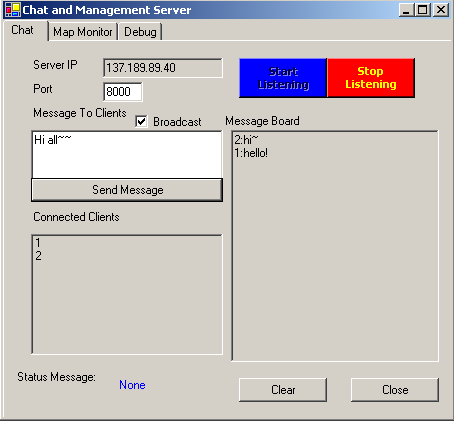 Chat and Management Server
Chat
Map Monitor
Debug
Server IP
137.189.89.40
Start
Listening
Stop
Listening
Port
8000
Message To Clients
Broadcast
Message Board
Hi all~~
2:hi~
1:hello!
Send Message
Connected Clients
1
2
Status Message:
None
Clear
Close